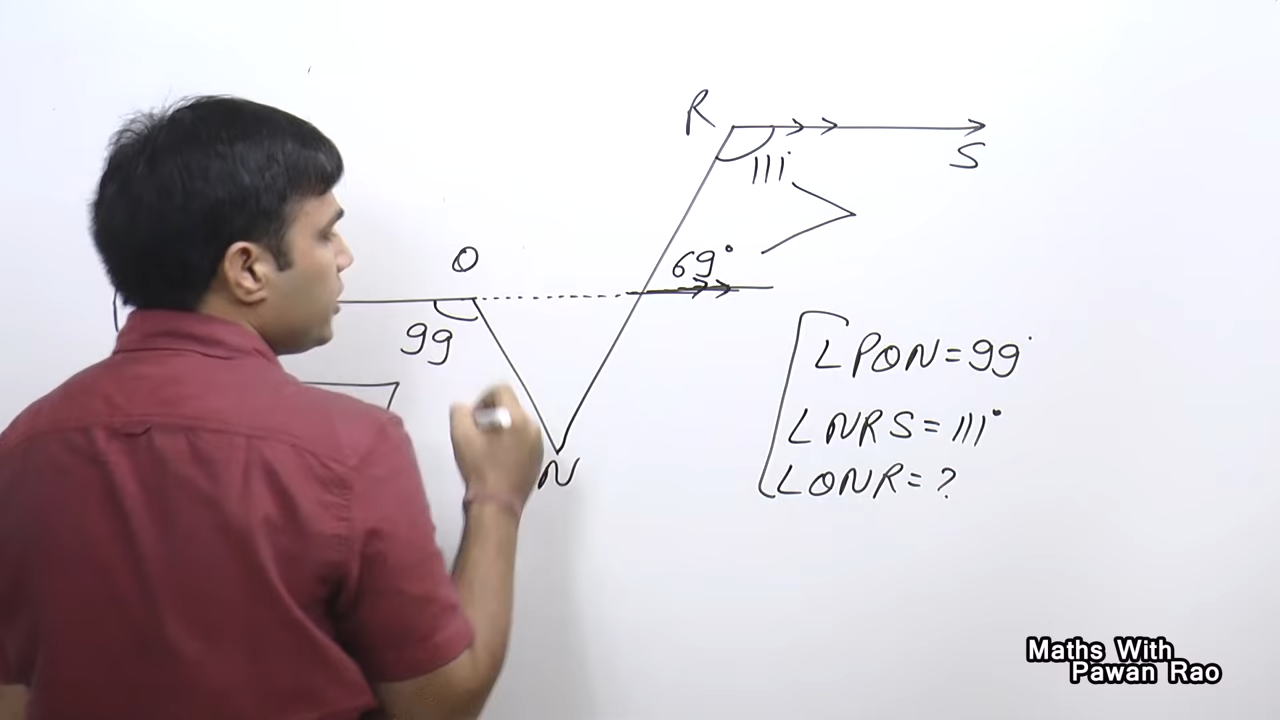 R
S
111°
O
69°
99
N
∠PON = 99°
∠NRS = 111°
∠ONR = ?
Maths With
Pawan Rao